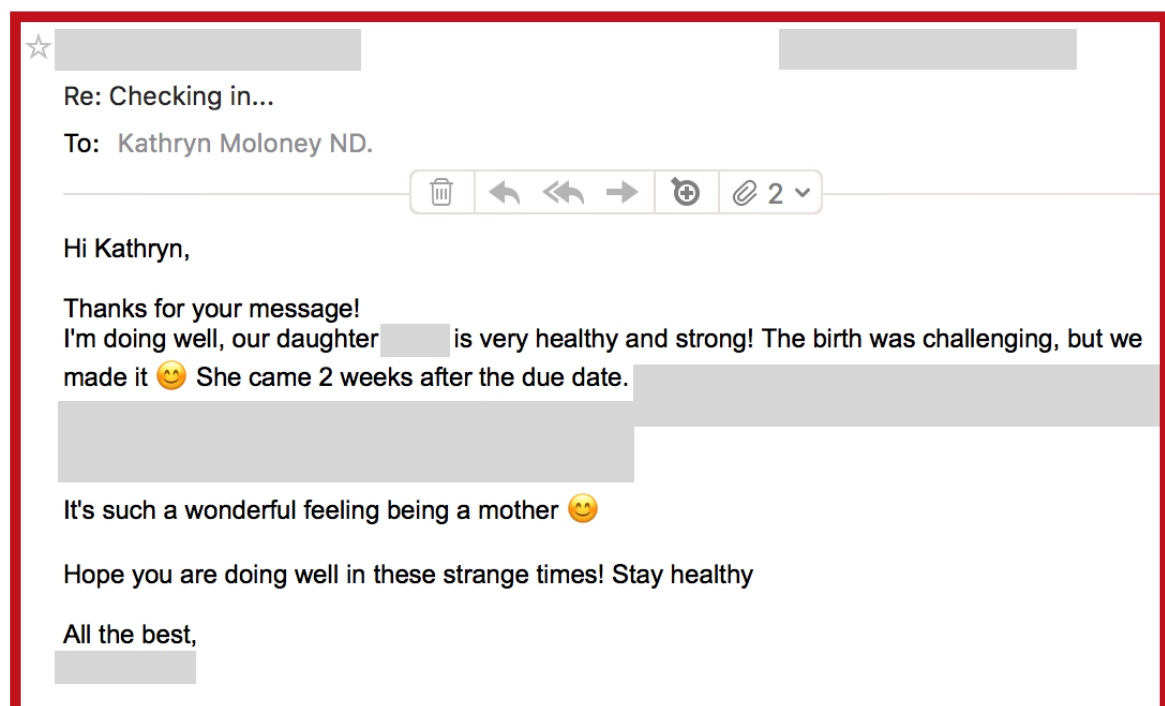 Re: Checking in...
To: Kathryn Moloney ND.
2
Hi Kathryn,
Thanks for your message!
I'm doing well, our daughter is very healthy and strong! The birth was challenging, but we
made it 😊 She came 2 weeks after the due date.
It's such a wonderful feeling being a mother 😊
Hope you are doing well in these strange times! Stay healthy
All the best,